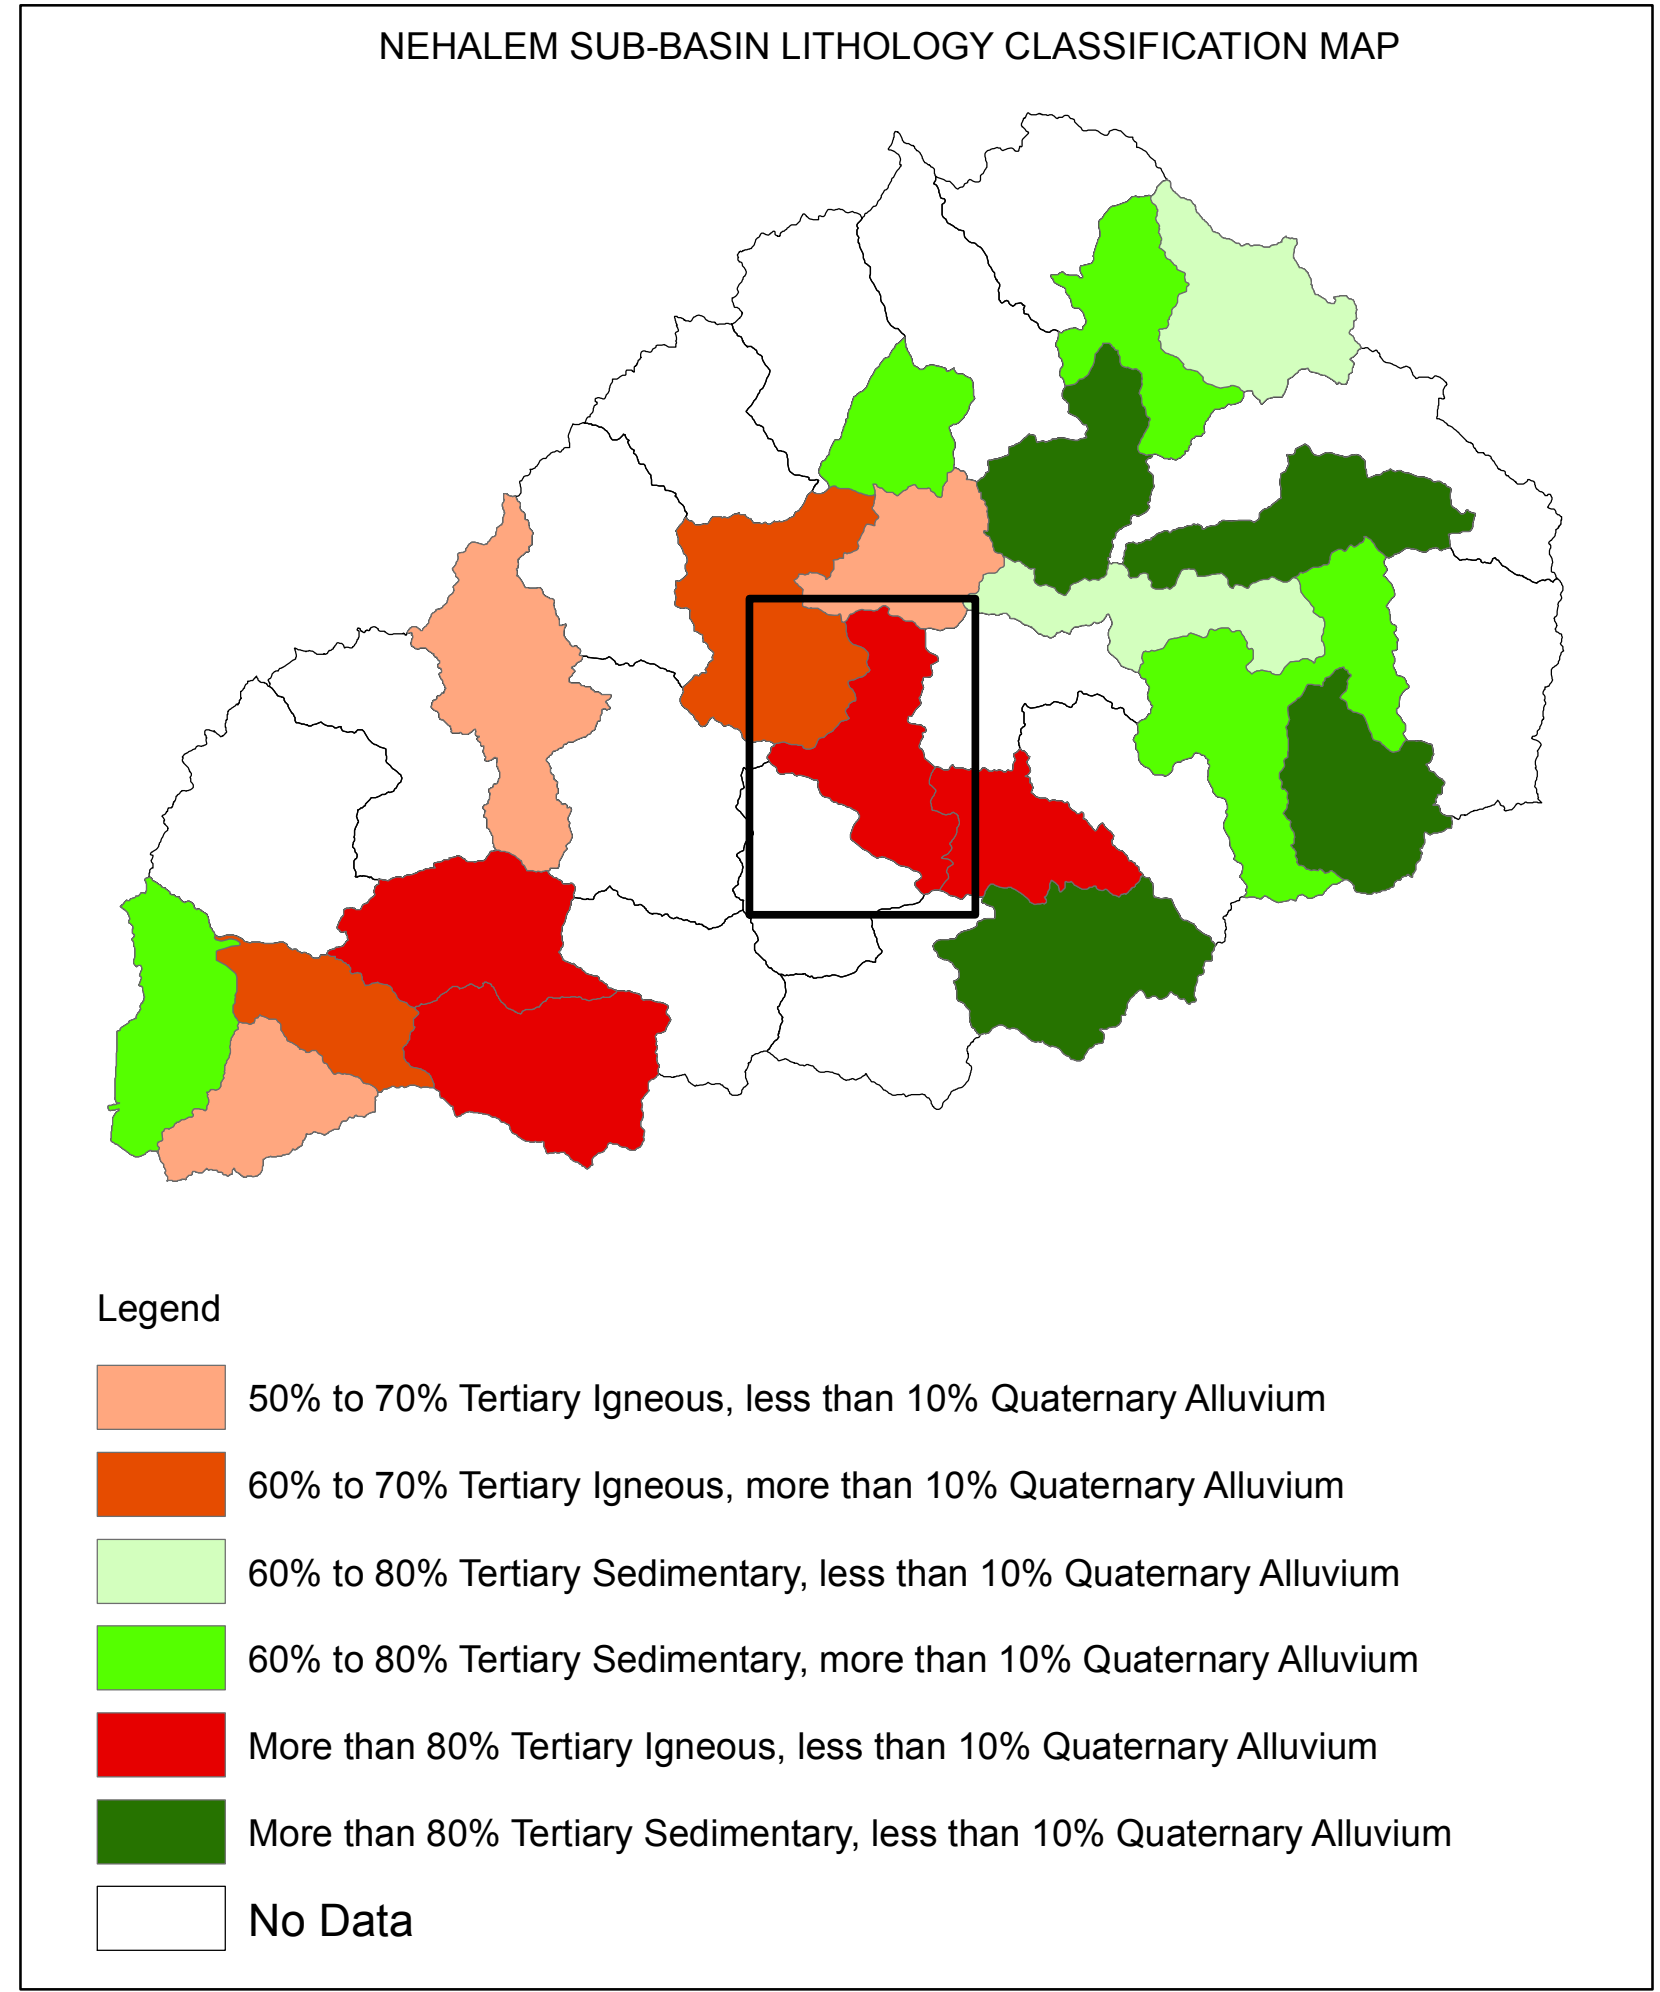 NEHALEM SUB-BASIN LITHOLOGY CLASSIFICATION MAP
Legend
50% to 70% Tertiary Igneous, less than 10% Quaternary Alluvium
60% to 70% Tertiary Igneous, more than 10% Quaternary Alluvium
60% to 80% Tertiary Sedimentary, less than 10% Quaternary Alluvium
60% to 80% Tertiary Sedimentary, more than 10% Quaternary Alluvium
More than 80% Tertiary Igneous, less than 10% Quaternary Alluvium
More than 80% Tertiary Sedimentary, less than 10% Quaternary Alluvium
No Data